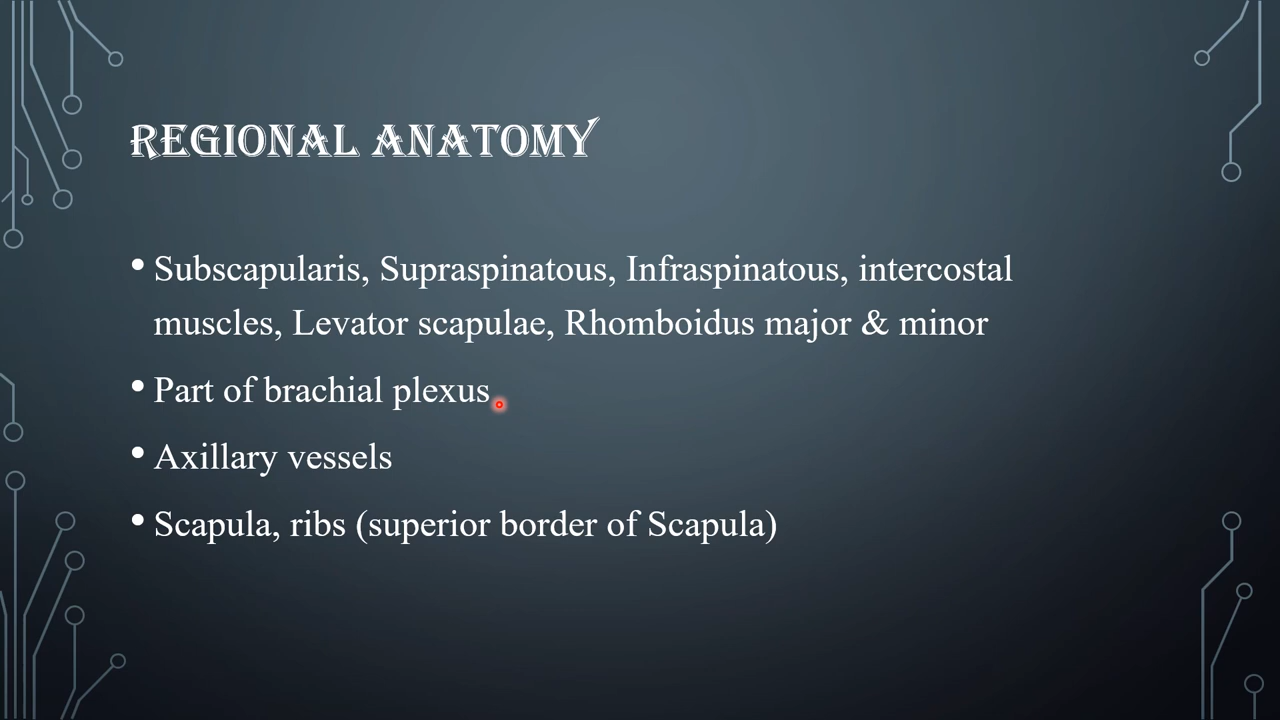 REGIONAL ANATOMY
• Subscapularis, Supraspinatous, Infraspinatous, intercostal
muscles, Levator scapulae, Rhomboidus major & minor
• Part of brachial plexus
• Axillary vessels
• Scapula, ribs (superior border of Scapula)